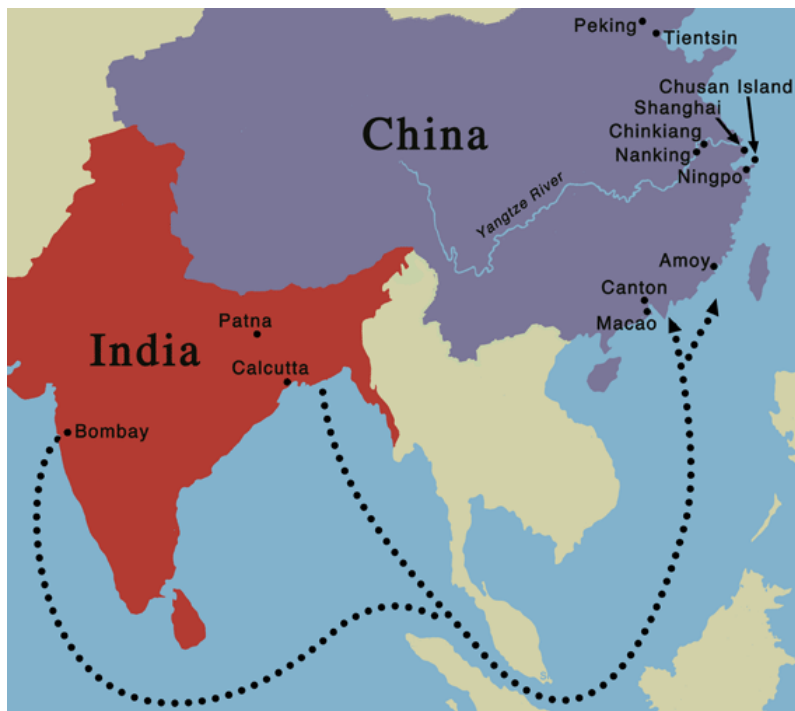 Peking
Tientsin
Chusan Island
Shanghai
Chinkiang
China
Nanking
Ningpo
Yangtze River
Amoy
Canton
Patna
Macao
India
Calcutta
Bombay